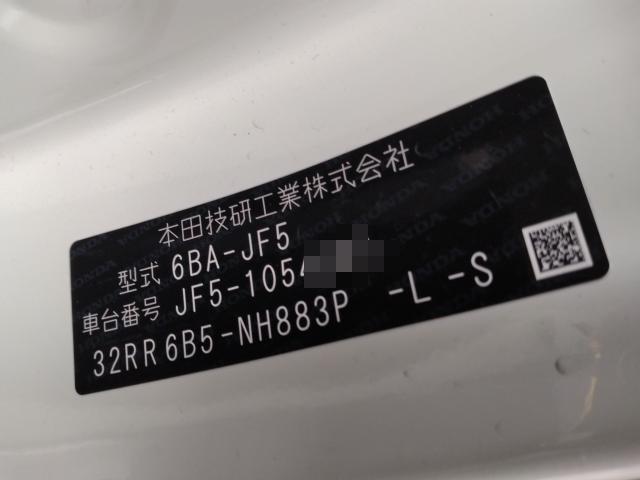 本田技研工業株式会社
型式 6BA-JF5
車台番号 JF5-1054
32RR 6B5-NH883P -L -S